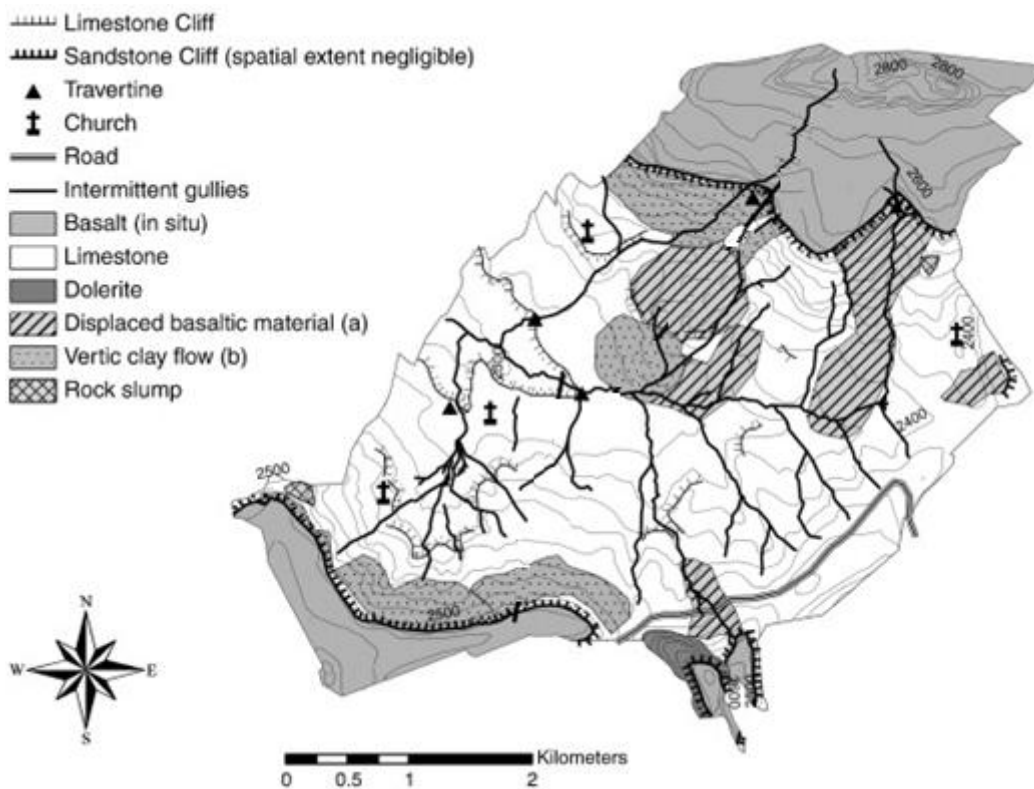 Limestone Cliff
Sandstone Cliff (spatial extent negligible)
Travertine
Church
Road
Intermittent gullies
Basalt (in situ)
Limestone
Dolerite
Displaced basaltic material (a)
Vertic clay flow (b)
Rock slump
2800
2800
2600
2400
2400
2500
2500
N
W E
S
Kilometers
0 0.5 1 2